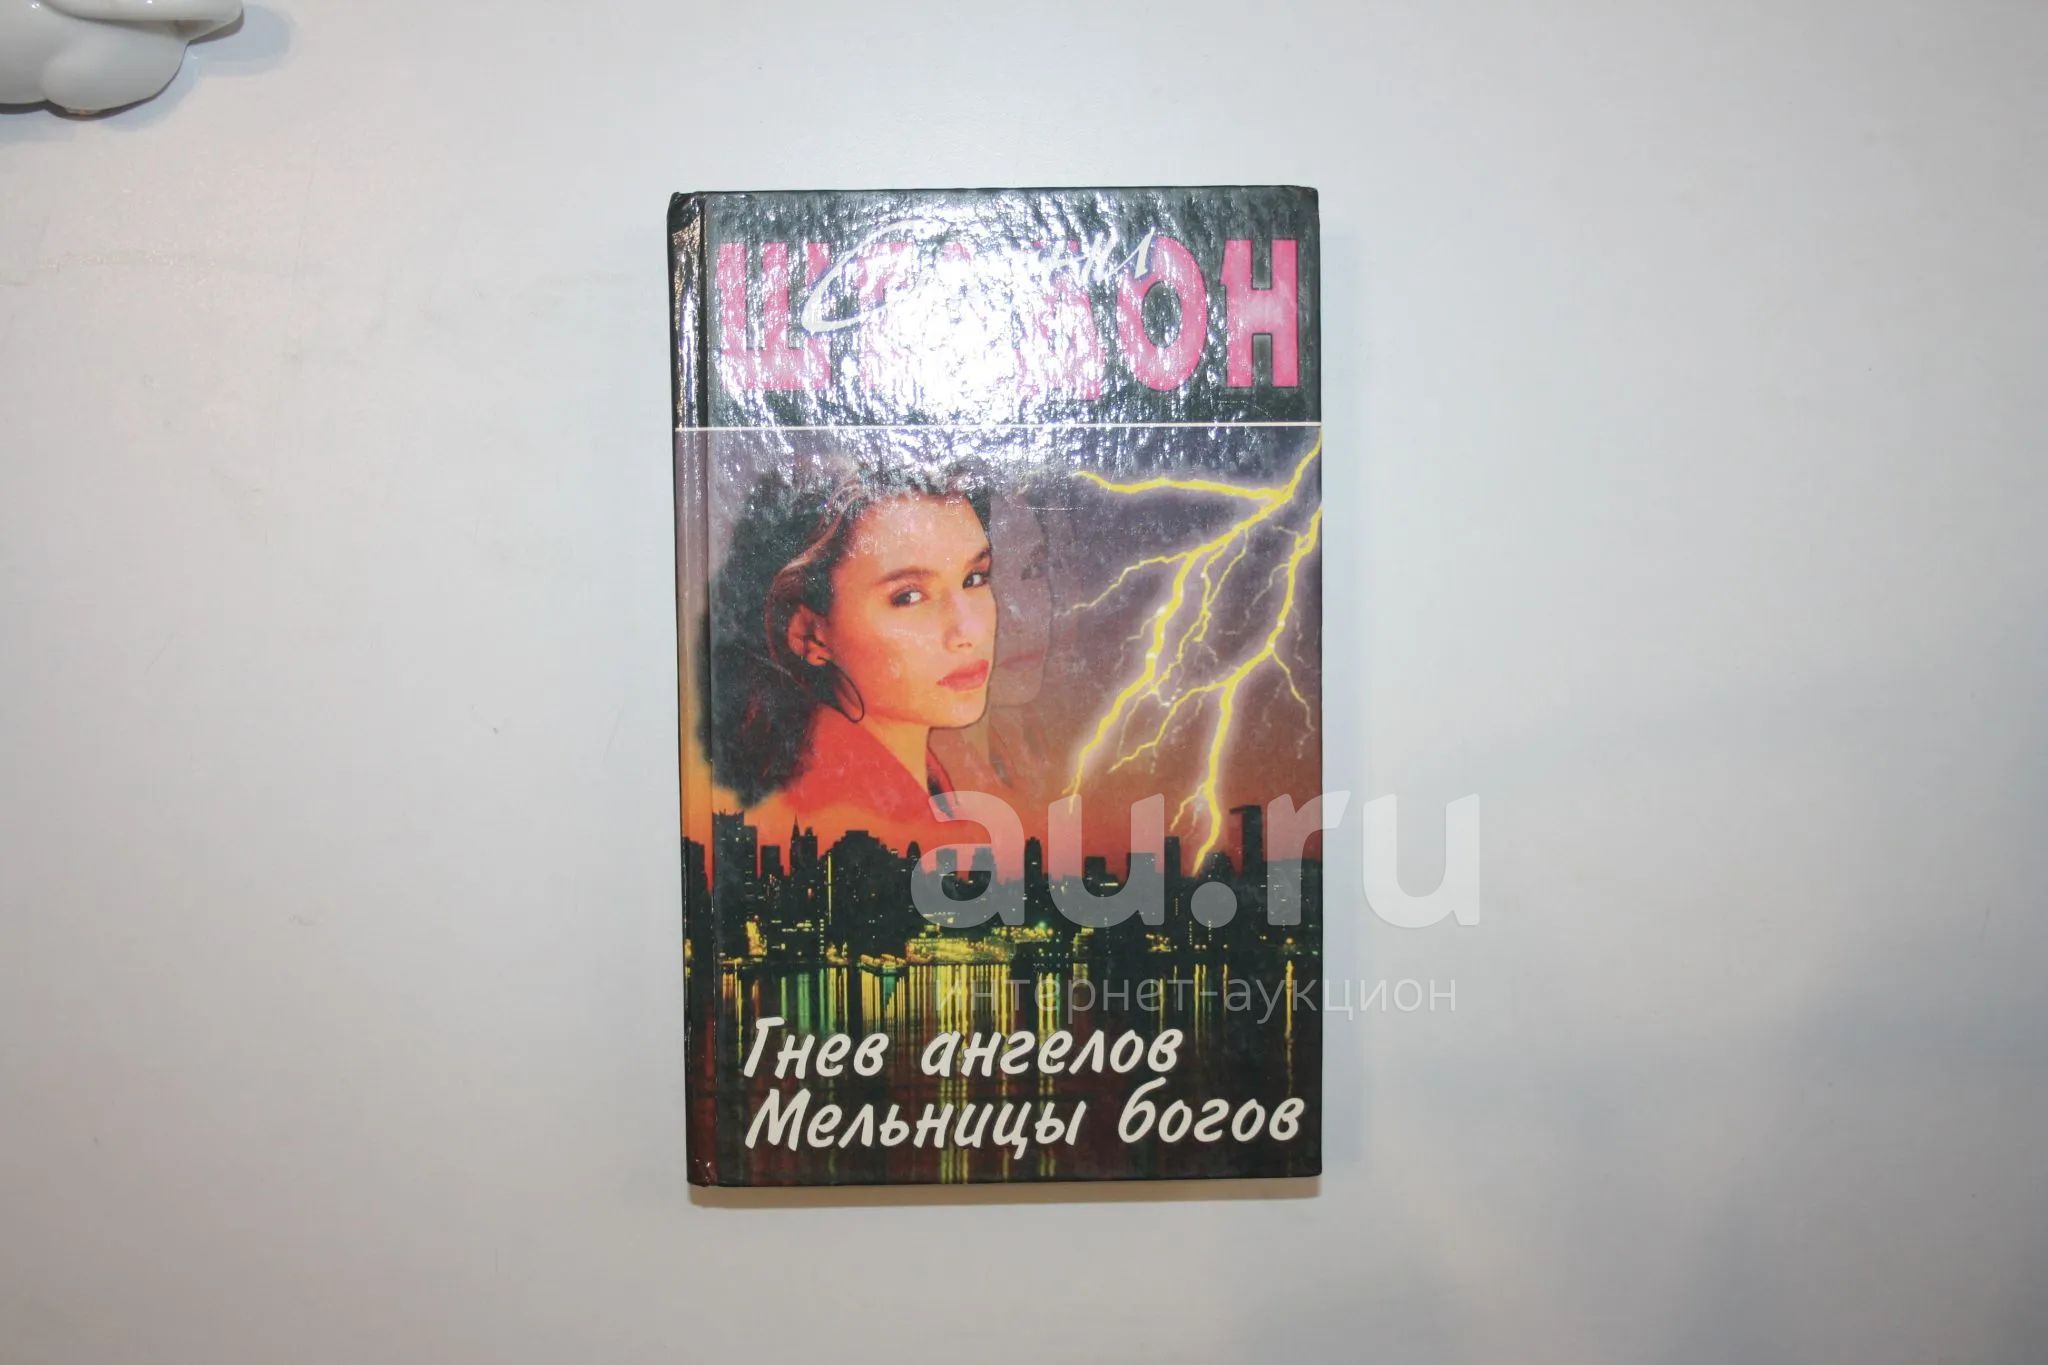 Сидни
ШЕЛДОН
au.ru
интернет-аукцион
Гнев ангелов
Мельницы богов